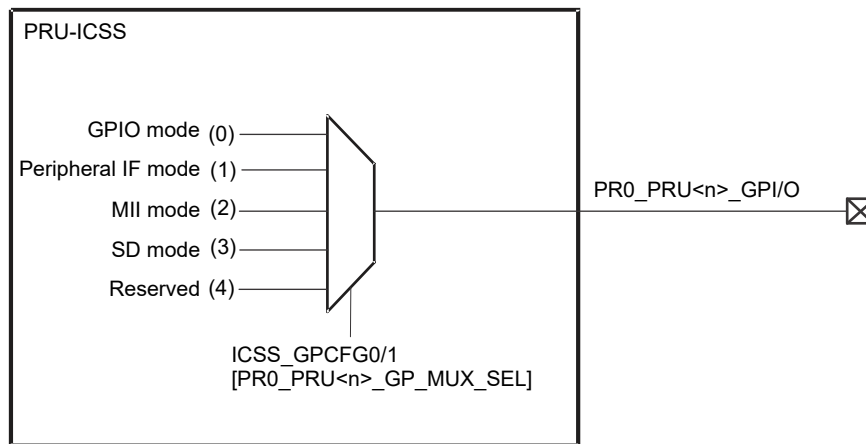 PRU-ICSS
GPIO mode (0)
Peripheral IF mode (1)
MII mode (2)
SD mode (3)
Reserved (4)
PR0_PRU<n>_GPI/O
ICSS_GPCFG0/1
[PR0_PRU<n>_GP_MUX_SEL]